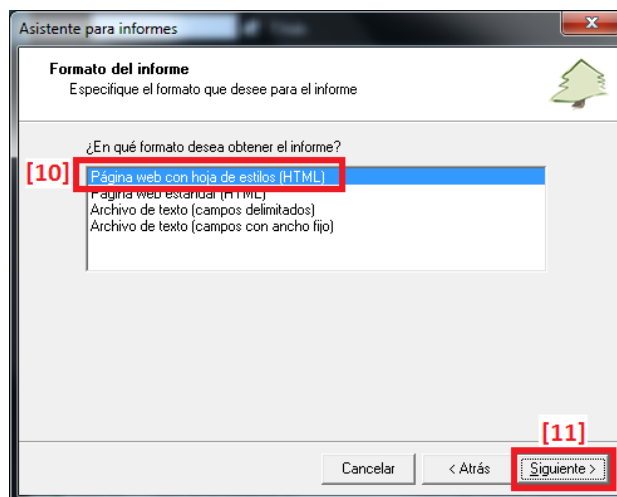 Asistente para informes
Formato del informe
Especifique el formato que desee para el informe
¿En qué formato desea obtener el informe?
[10]
Página web con hoja de estilos (HTML)
Página web estándar (HTML)
Archivo de texto (campos delimitados)
Archivo de texto (campos con ancho fijo)
[11]
Cancelar
< Atrás
Siguiente >